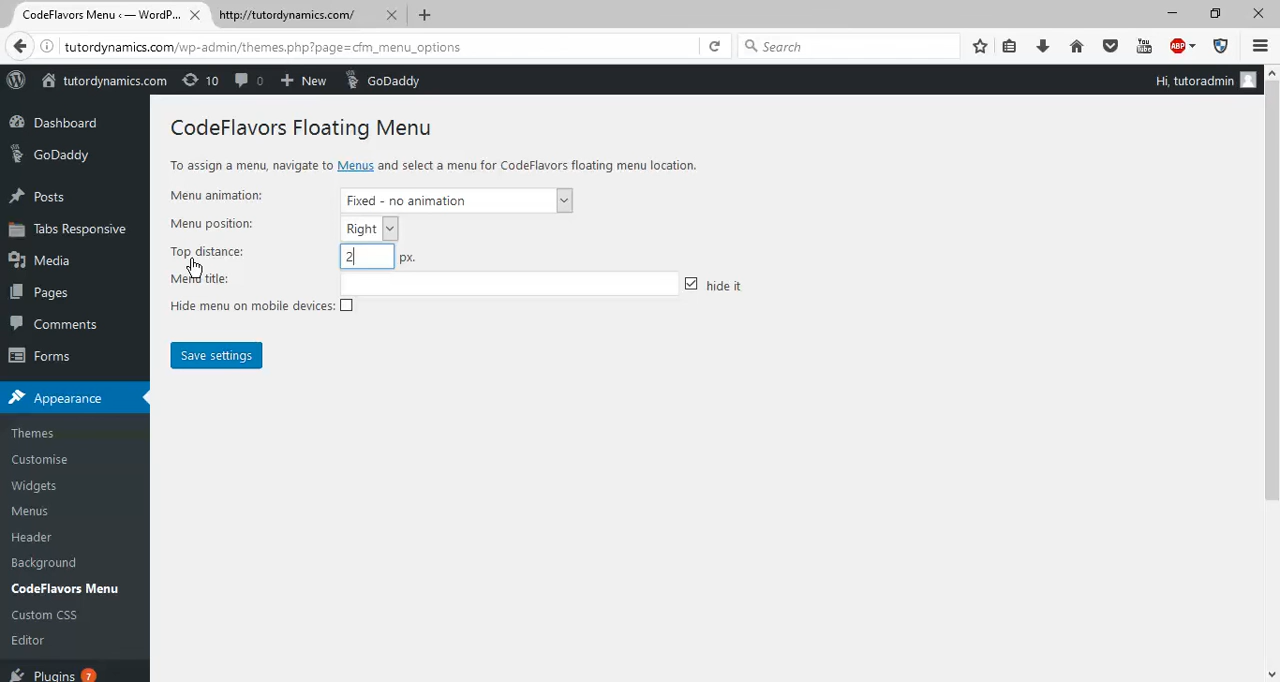 CodeFlavors Menu ‹ — WordP...
http://tutordynamics.com/
tutordynamics.com/wp-admin/themes.php?page=cfm_menu_options
Search
You Tube
ABP
tutordynamics.com
10
0
New
GoDaddy
Hi, tutoradmin
Dashboard
GoDaddy
Posts
Tabs Responsive
Media
Pages
Comments
Forms
Appearance
Themes
Customise
Widgets
Menus
Header
Background
CodeFlavors Menu
Custom CSS
Editor
Plugins 7
CodeFlavors Floating Menu
To assign a menu, navigate to Menus and select a menu for CodeFlavors floating menu location.
Menu animation: Fixed - no animation
Menu position: Right
Top distance: 2 px.
Menu title: hide it
Hide menu on mobile devices:
Save settings